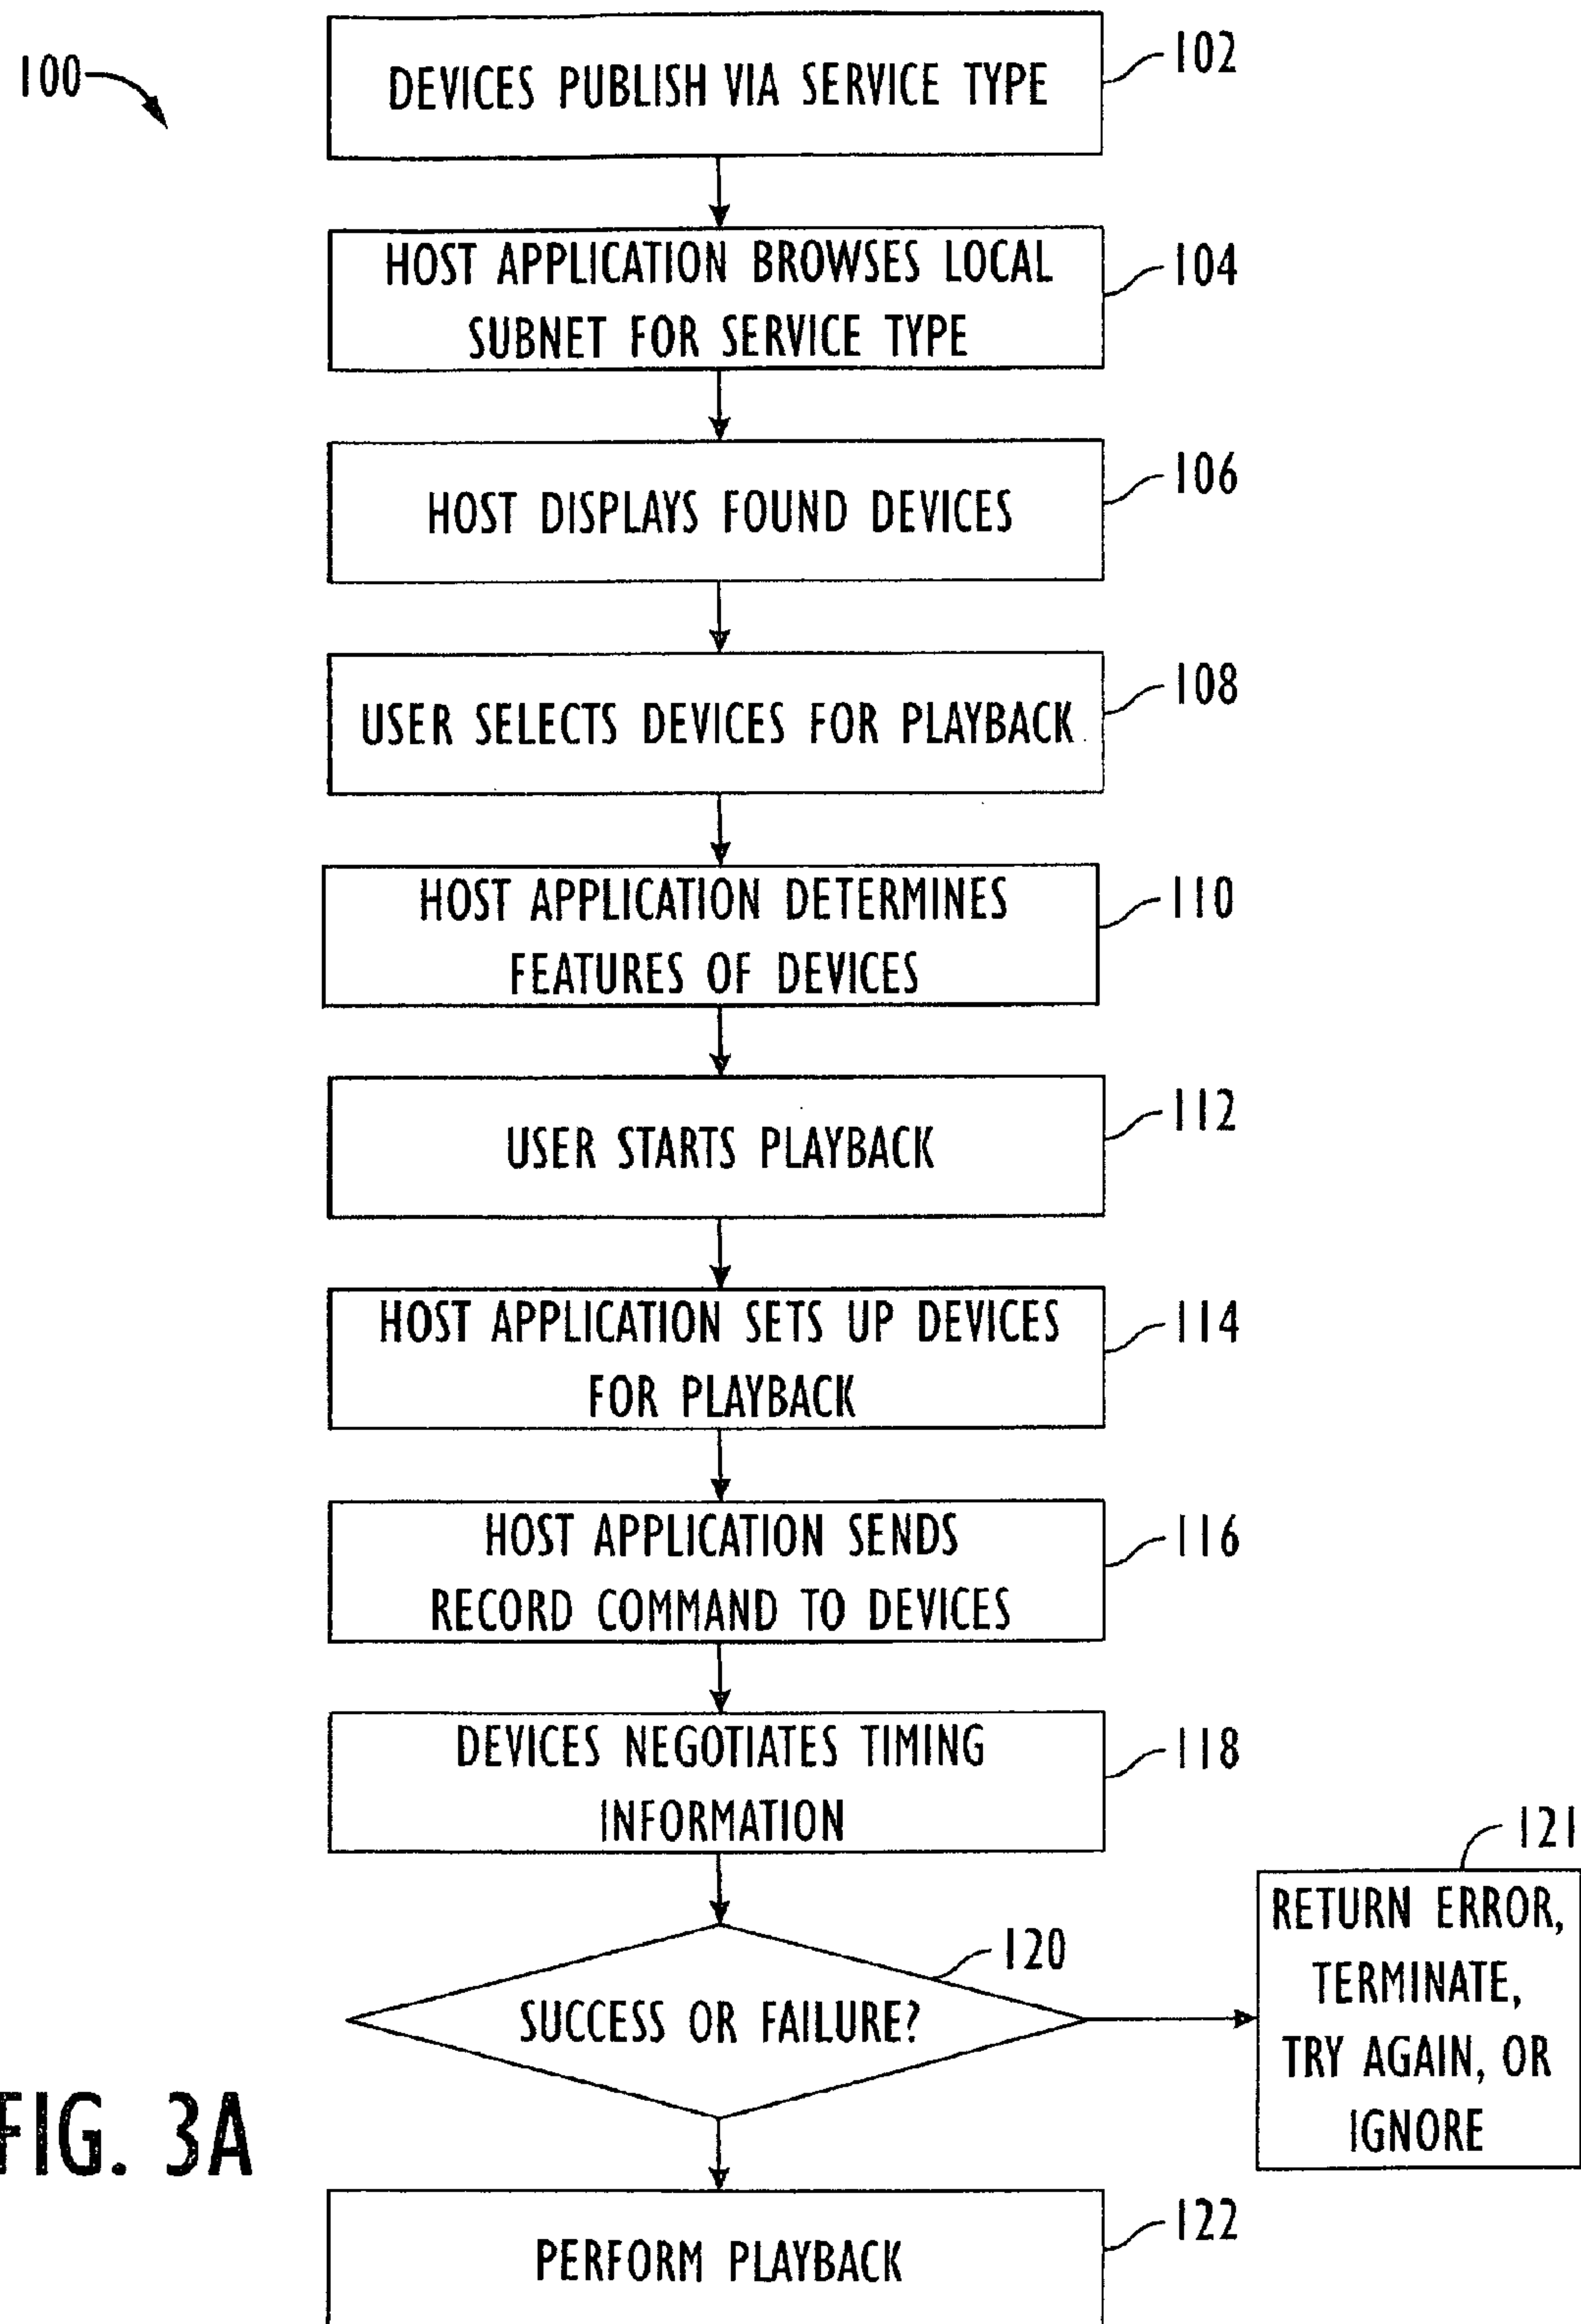 100
DEVICES PUBLISH VIA SERVICE TYPE
102
HOST APPLICATION BROWSES LOCAL
SUBNET FOR SERVICE TYPE
104
HOST DISPLAYS FOUND DEVICES
106
USER SELECTS DEVICES FOR PLAYBACK
108
HOST APPLICATION DETERMINES
FEATURES OF DEVICES
110
USER STARTS PLAYBACK
112
HOST APPLICATION SETS UP DEVICES
FOR PLAYBACK
114
HOST APPLICATION SENDS
RECORD COMMAND TO DEVICES
116
DEVICES NEGOTIATES TIMING
INFORMATION
118
SUCCESS OR FAILURE?
120
121
RETURN ERROR,
TERMINATE,
TRY AGAIN, OR
IGNORE
PERFORM PLAYBACK
122
FIG. 3A